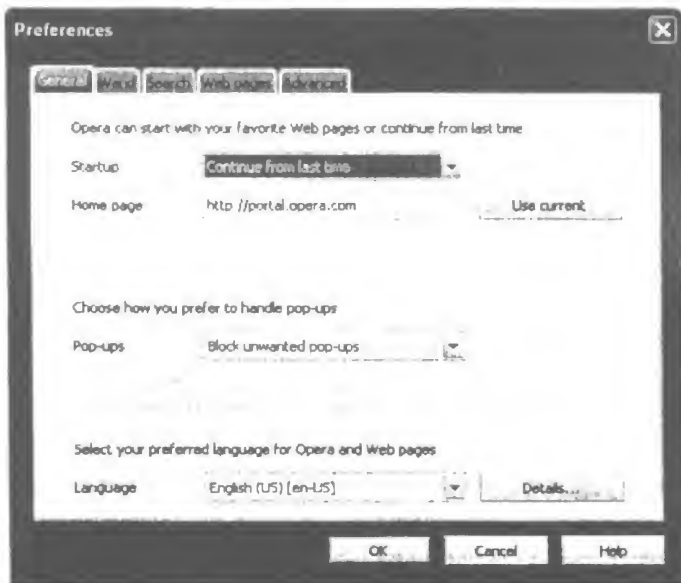 Preferences
General Wand Search Web pages Advanced
Opera can start with your favorite Web pages or continue from last time
Startup Continue from last time
Home page http://portal.opera.com Use current
Choose how you prefer to handle pop-ups
Pop-ups Block unwanted pop-ups
Select your preferred language for Opera and Web pages
Language English (US) [en-US] Details...
OK Cancel Help